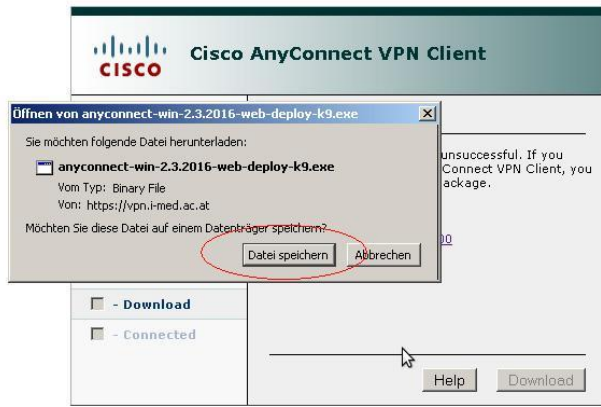 CISCO
Cisco AnyConnect VPN Client
Öffnen von anyconnect-win-2.3.2016-web-deploy-k9.exe
Sie möchten folgende Datei herunterladen:
anyconnect-win-2.3.2016-web-deploy-k9.exe
Vom Typ: Binary File
Von: https://vpn.i-med.ac.at
Möchten Sie diese Datei auf einem Datenträger speichern?
Datei speichern
Abbrechen
unsuccessful. If you
Connect VPN Client, you
ackage.
00
- Download
- Connected
Help
Download